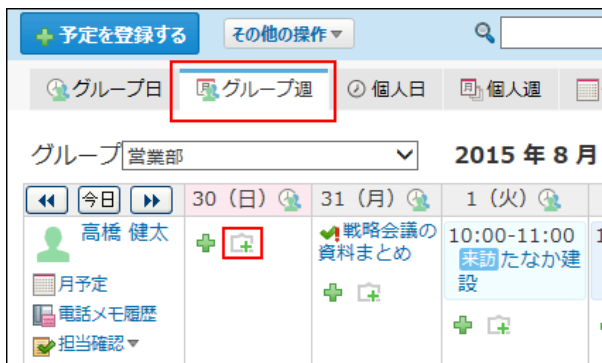 予定を登録する その他の操作▼
グループ日 グループ週 個人日 個人週
グループ 営業部 2015 年 8 月
今日 30（日） 31（月） 1（火）
高橋 健太 戦略会議の 10:00-11:00
資料まとめ 来訪 たなか建
設
月予定
電話メモ履歴
担当確認▼